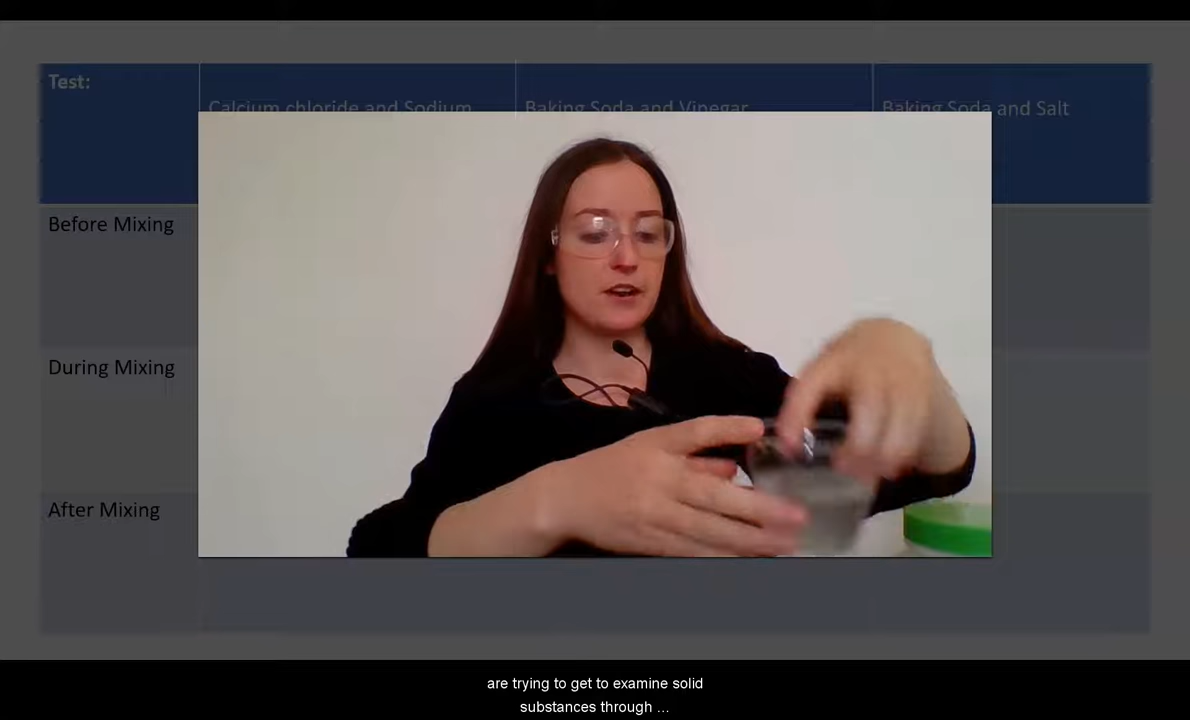 Test:
Calcium chloride and Sodium
Baking Soda and Vinegar
Baking Soda and Salt
Before Mixing
During Mixing
After Mixing
are trying to get to examine solid
substances through ...